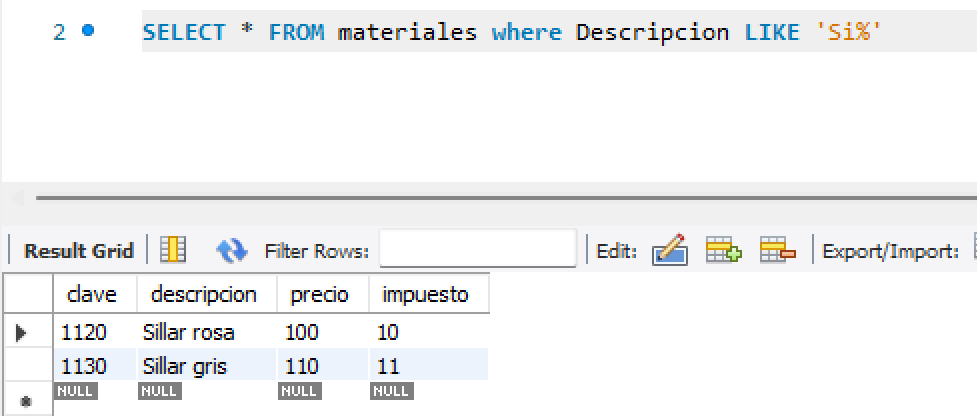 2 SELECT * FROM materiales where Descripcion LIKE 'Si%'
Result Grid Filter Rows: Edit: Export/Import:
clave descripcion precio impuesto
1120 Sillar rosa 100 10
1130 Sillar gris 110 11
NULL NULL NULL NULL